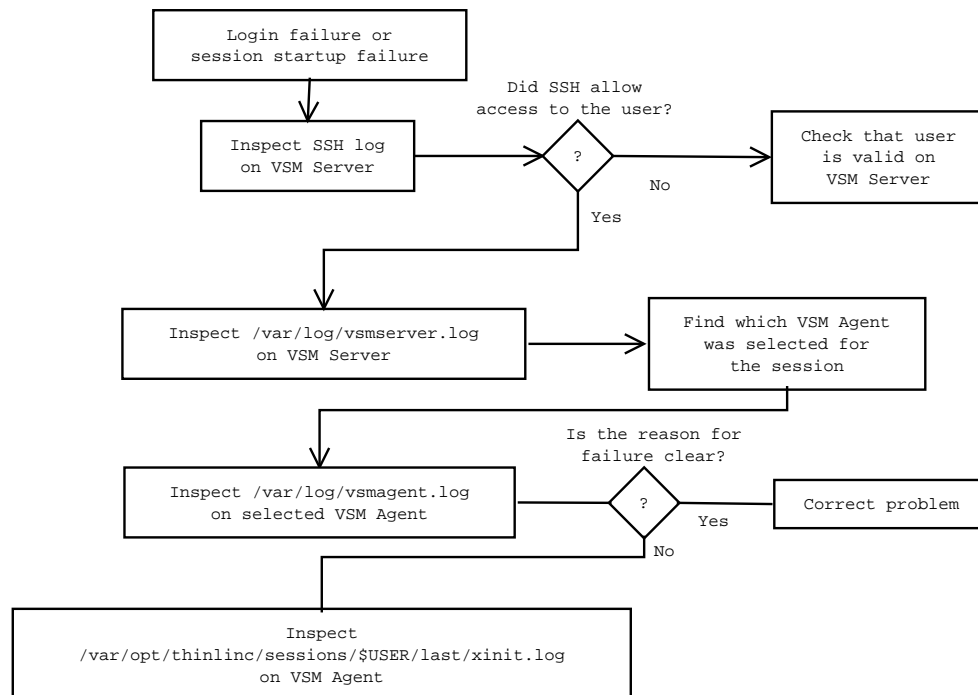 Login failure or
session startup failure
Did SSH allow
access to the user?
Inspect SSH log
on VSM Server
?
No
Check that user
is valid on
VSM Server
Yes
Inspect /var/log/vsmserver.log
on VSM Server
Find which VSM Agent
was selected for
the session
Is the reason for
failure clear?
Inspect /var/log/vsmagent.log
on selected VSM Agent
?
Yes
Correct problem
No
Inspect
/var/opt/thinlinc/sessions/$USER/last/xinit.log
on VSM Agent